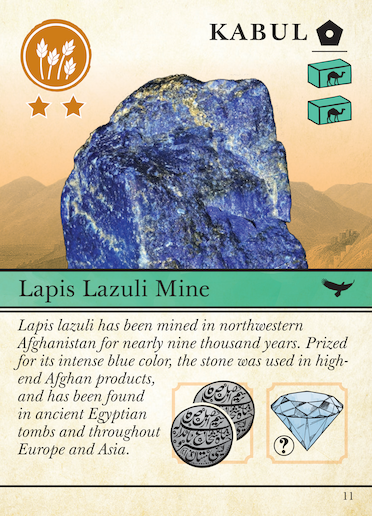 KABUL
Lapis Lazuli Mine
Lapis lazuli has been mined in northwestern
Afghanistan for nearly nine thousand years. Prized
for its intense blue color, the stone was used in high-
end Afghan products,
and has been found
in ancient Egyptian
tombs and throughout
Europe and Asia.
?
11